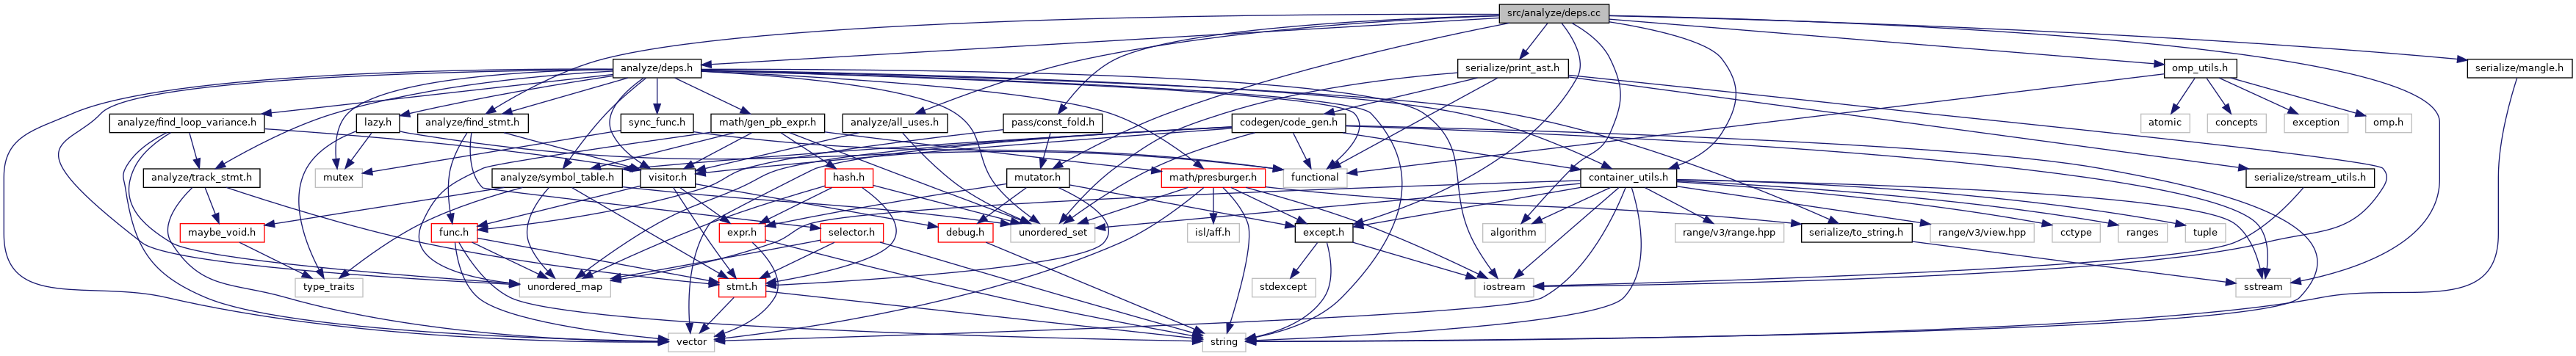 src/analyze/deps.cc
analyze/deps.h
serialize/print_ast.h
omp_utils.h
serialize/mangle.h
analyze/find_loop_variance.h
lazy.h
analyze/find_stmt.h
sync_func.h
math/gen_pb_expr.h
analyze/all_uses.h
pass/const_fold.h
codegen/code_gen.h
atomic
concepts
exception
omp.h
analyze/track_stmt.h
mutex
analyze/symbol_table.h
visitor.h
hash.h
mutator.h
math/presburger.h
functional
container_utils.h
serialize/stream_utils.h
maybe_void.h
func.h
expr.h
selector.h
debug.h
unordered_set
isl/aff.h
except.h
algorithm
range/v3/range.hpp
serialize/to_string.h
range/v3/view.hpp
cctype
ranges
tuple
type_traits
unordered_map
stmt.h
stdexcept
iostream
sstream
vector
string